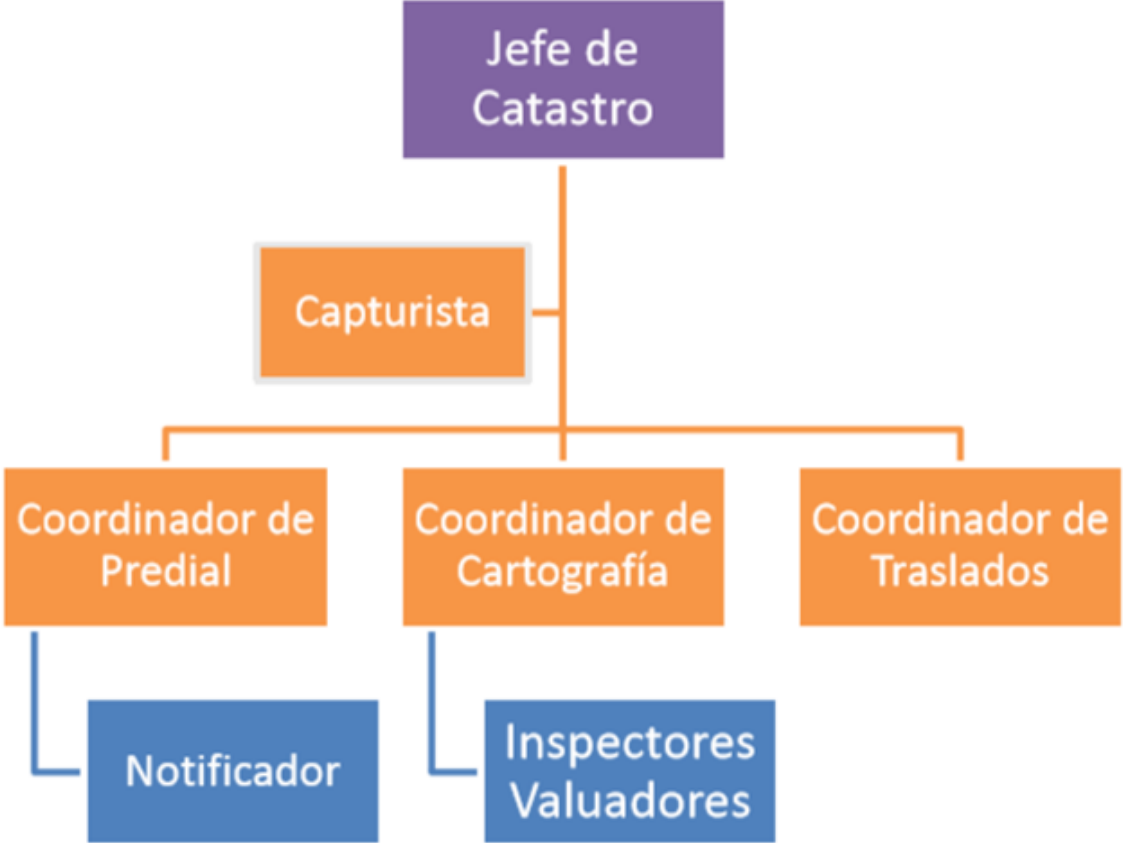 Jefe de
Catastro
Capturista
Coordinador de
Predial
Coordinador de
Cartografía
Coordinador de
Traslados
Notificador
Inspectores
Valuadores